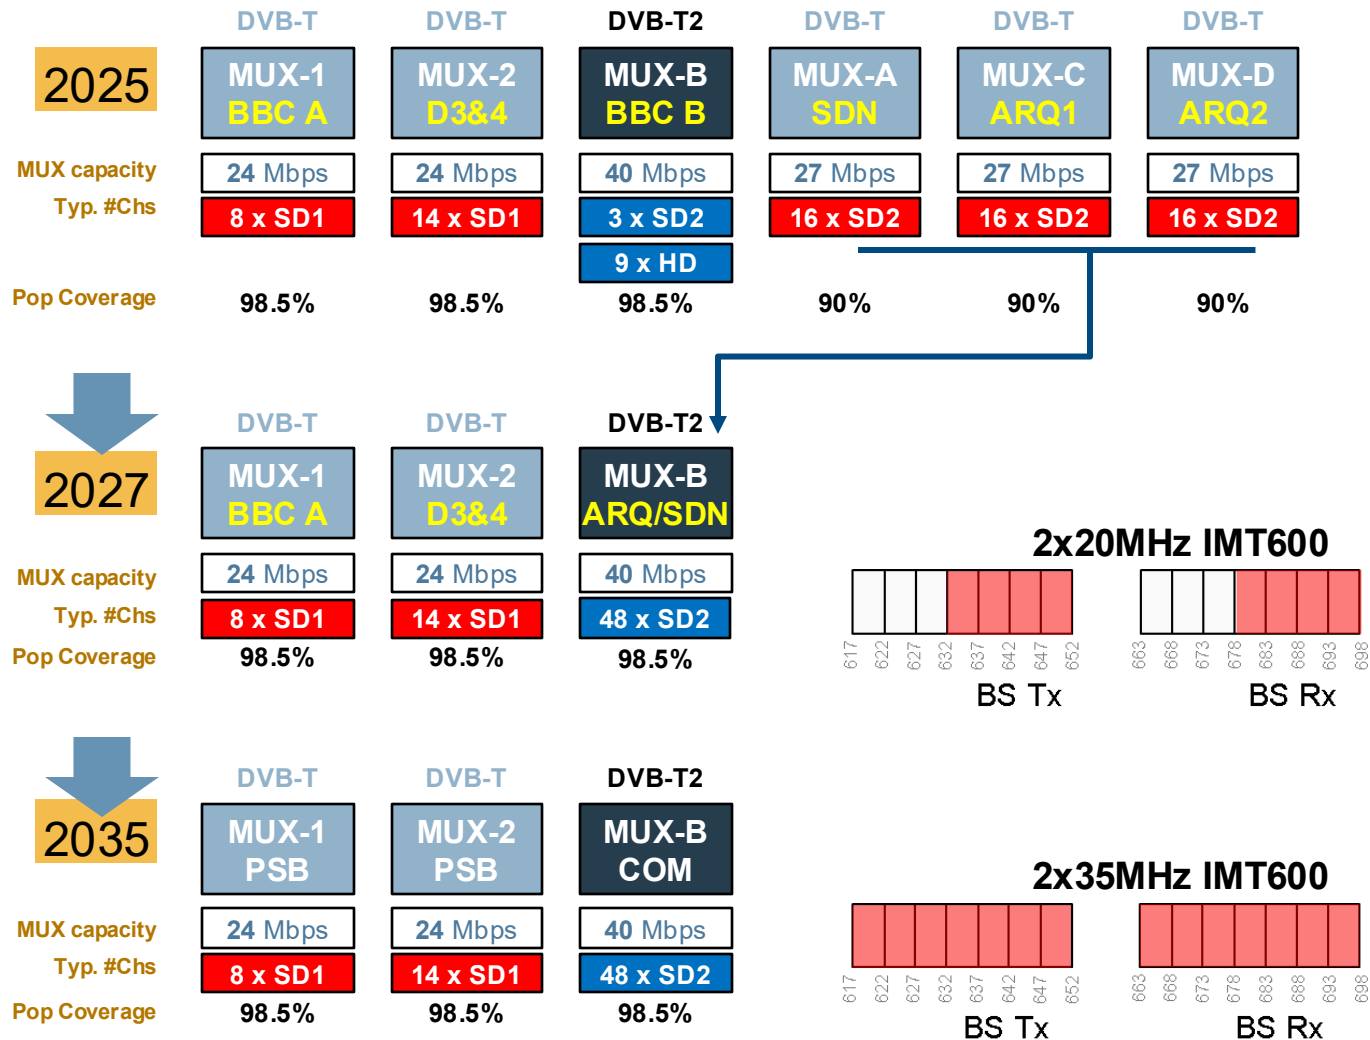 DVB-T DVB-T DVB-T2 DVB-T DVB-T DVB-T
2025
MUX-1 MUX-2 MUX-B MUX-A MUX-C MUX-D
BBC A D3&4 BBC B SDN ARQ1 ARQ2
MUX capacity 24 Mbps 24 Mbps 40 Mbps 27 Mbps 27 Mbps 27 Mbps
Typ. #Chs 8 x SD1 14 x SD1 3 x SD2 16 x SD2 16 x SD2 16 x SD2
9 x HD
Pop Coverage 98.5% 98.5% 98.5% 90% 90% 90%
DVB-T DVB-T DVB-T2
2027
MUX-1 MUX-2 MUX-B
BBC A D3&4 ARQ/SDN
MUX capacity 24 Mbps 24 Mbps 40 Mbps
Typ. #Chs 8 x SD1 14 x SD1 48 x SD2
Pop Coverage 98.5% 98.5% 98.5%
2x20MHz IMT600
617 622 627 632 637 642 647 652 663 668 673 678 683 688 693 698
BS Tx BS Rx
DVB-T DVB-T DVB-T2
2035
MUX-1 MUX-2 MUX-B
PSB PSB COM
MUX capacity 24 Mbps 24 Mbps 40 Mbps
Typ. #Chs 8 x SD1 14 x SD1 48 x SD2
Pop Coverage 98.5% 98.5% 98.5%
2x35MHz IMT600
617 622 627 632 637 642 647 652 663 668 673 678 683 688 693 698
BS Tx BS Rx